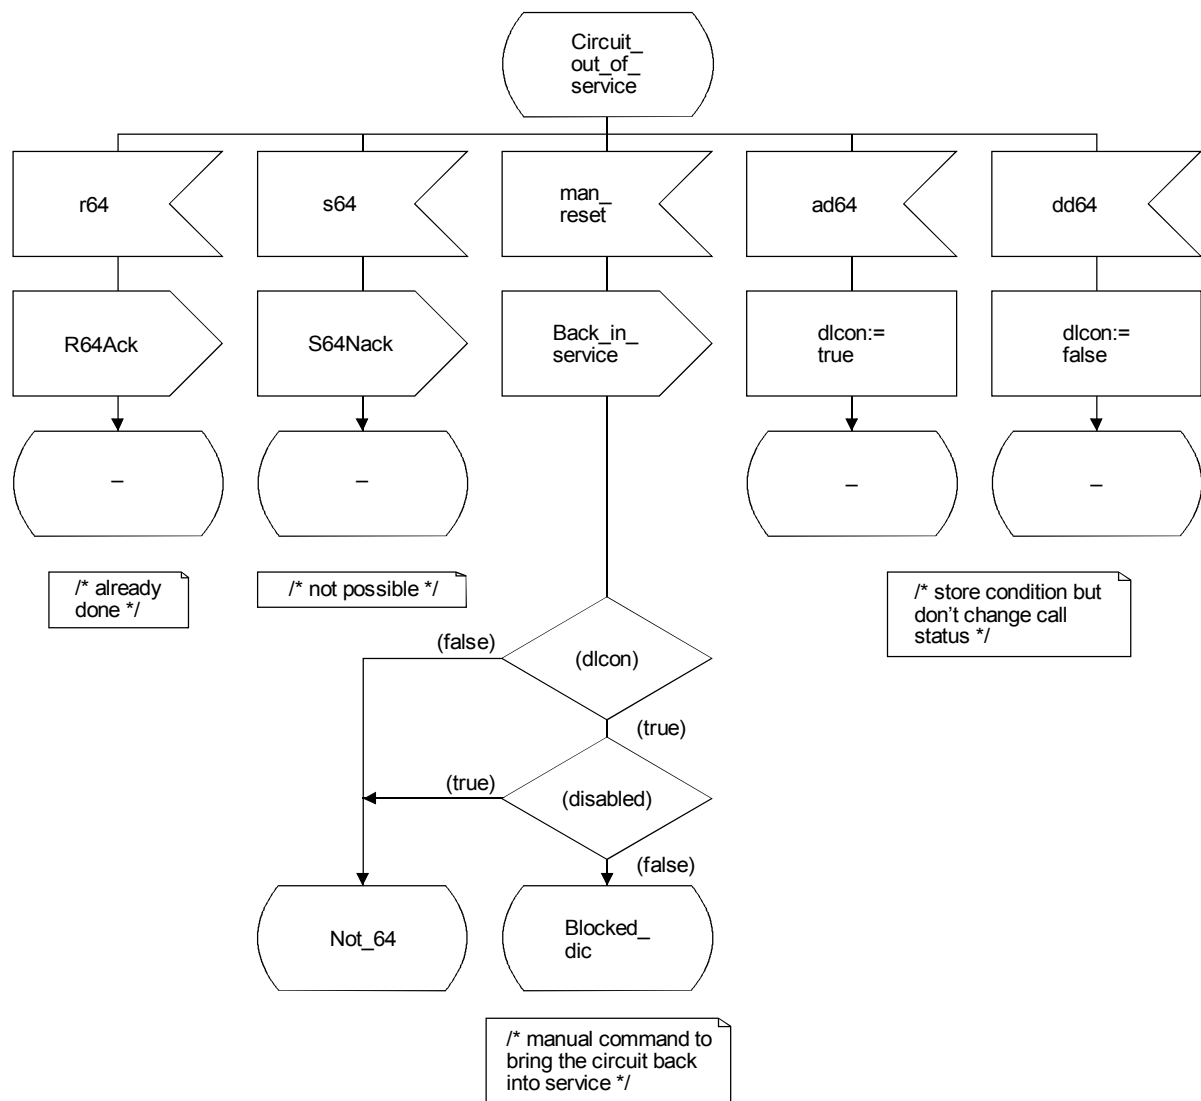 Circuit_
out_of_
service
r64
s64
man_
reset
ad64
dd64
R64Ack
S64Nack
Back_in_
service
dlcon:=
true
dlcon:=
false
–
–
–
–
/* already
done */
/* not possible */
/* store condition but
don't change call
status */
(false)
(dlcon)
(true)
(true)
(disabled)
(false)
Not_64
Blocked_
dic
/* manual command to
bring the circuit back
into service */